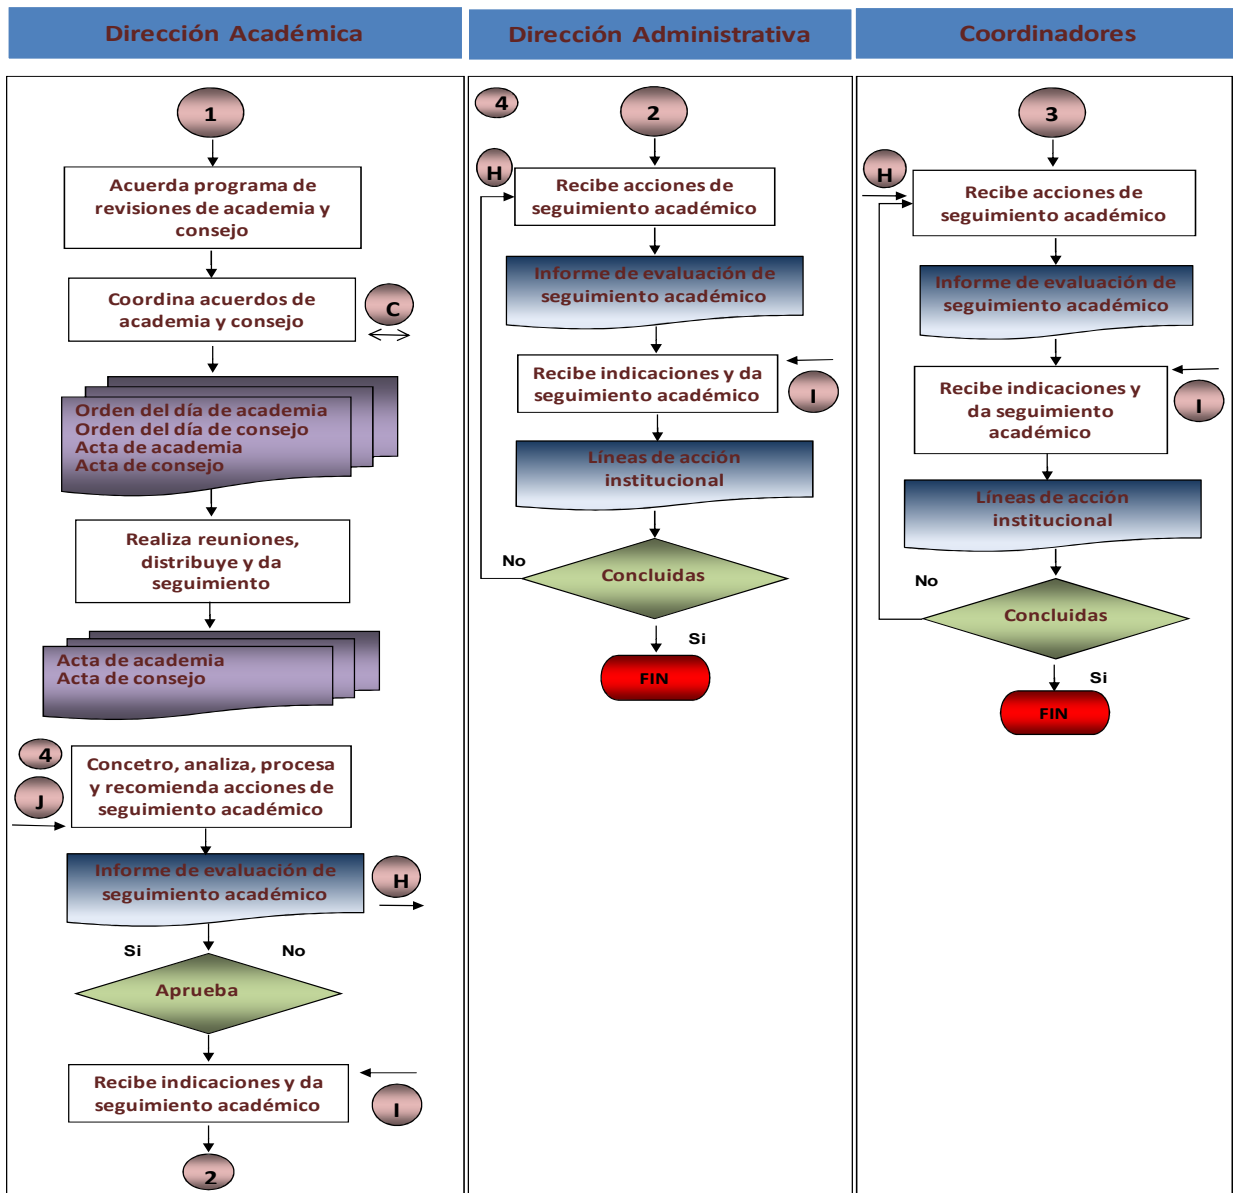 Dirección Académica
1
Acuerda programa de
revisiones de academia y
consejo
Coordina acuerdos de
academia y consejo
C
Orden del día de academia
Orden del día de consejo
Acta de academia
Acta de consejo
Realiza reuniones,
distribuye y da
seguimiento
Acta de academia
Acta de consejo
4
J
Concetro, analiza, procesa
y recomienda acciones de
seguimiento académico
Informe de evaluación de
seguimiento académico
H
Si
No
Aprueba
Recibe indicaciones y da
seguimiento académico
I
2
Dirección Administrativa
4
2
H
Recibe acciones de
seguimiento académico
Informe de evaluación de
seguimiento académico
Recibe indicaciones y da
seguimiento académico
I
Líneas de acción
institucional
No
Concluidas
Si
FIN
Coordinadores
3
H
Recibe acciones de
seguimiento académico
Informe de evaluación de
seguimiento académico
Recibe indicaciones y
da seguimiento
académico
I
Líneas de acción
institucional
No
Concluidas
Si
FIN